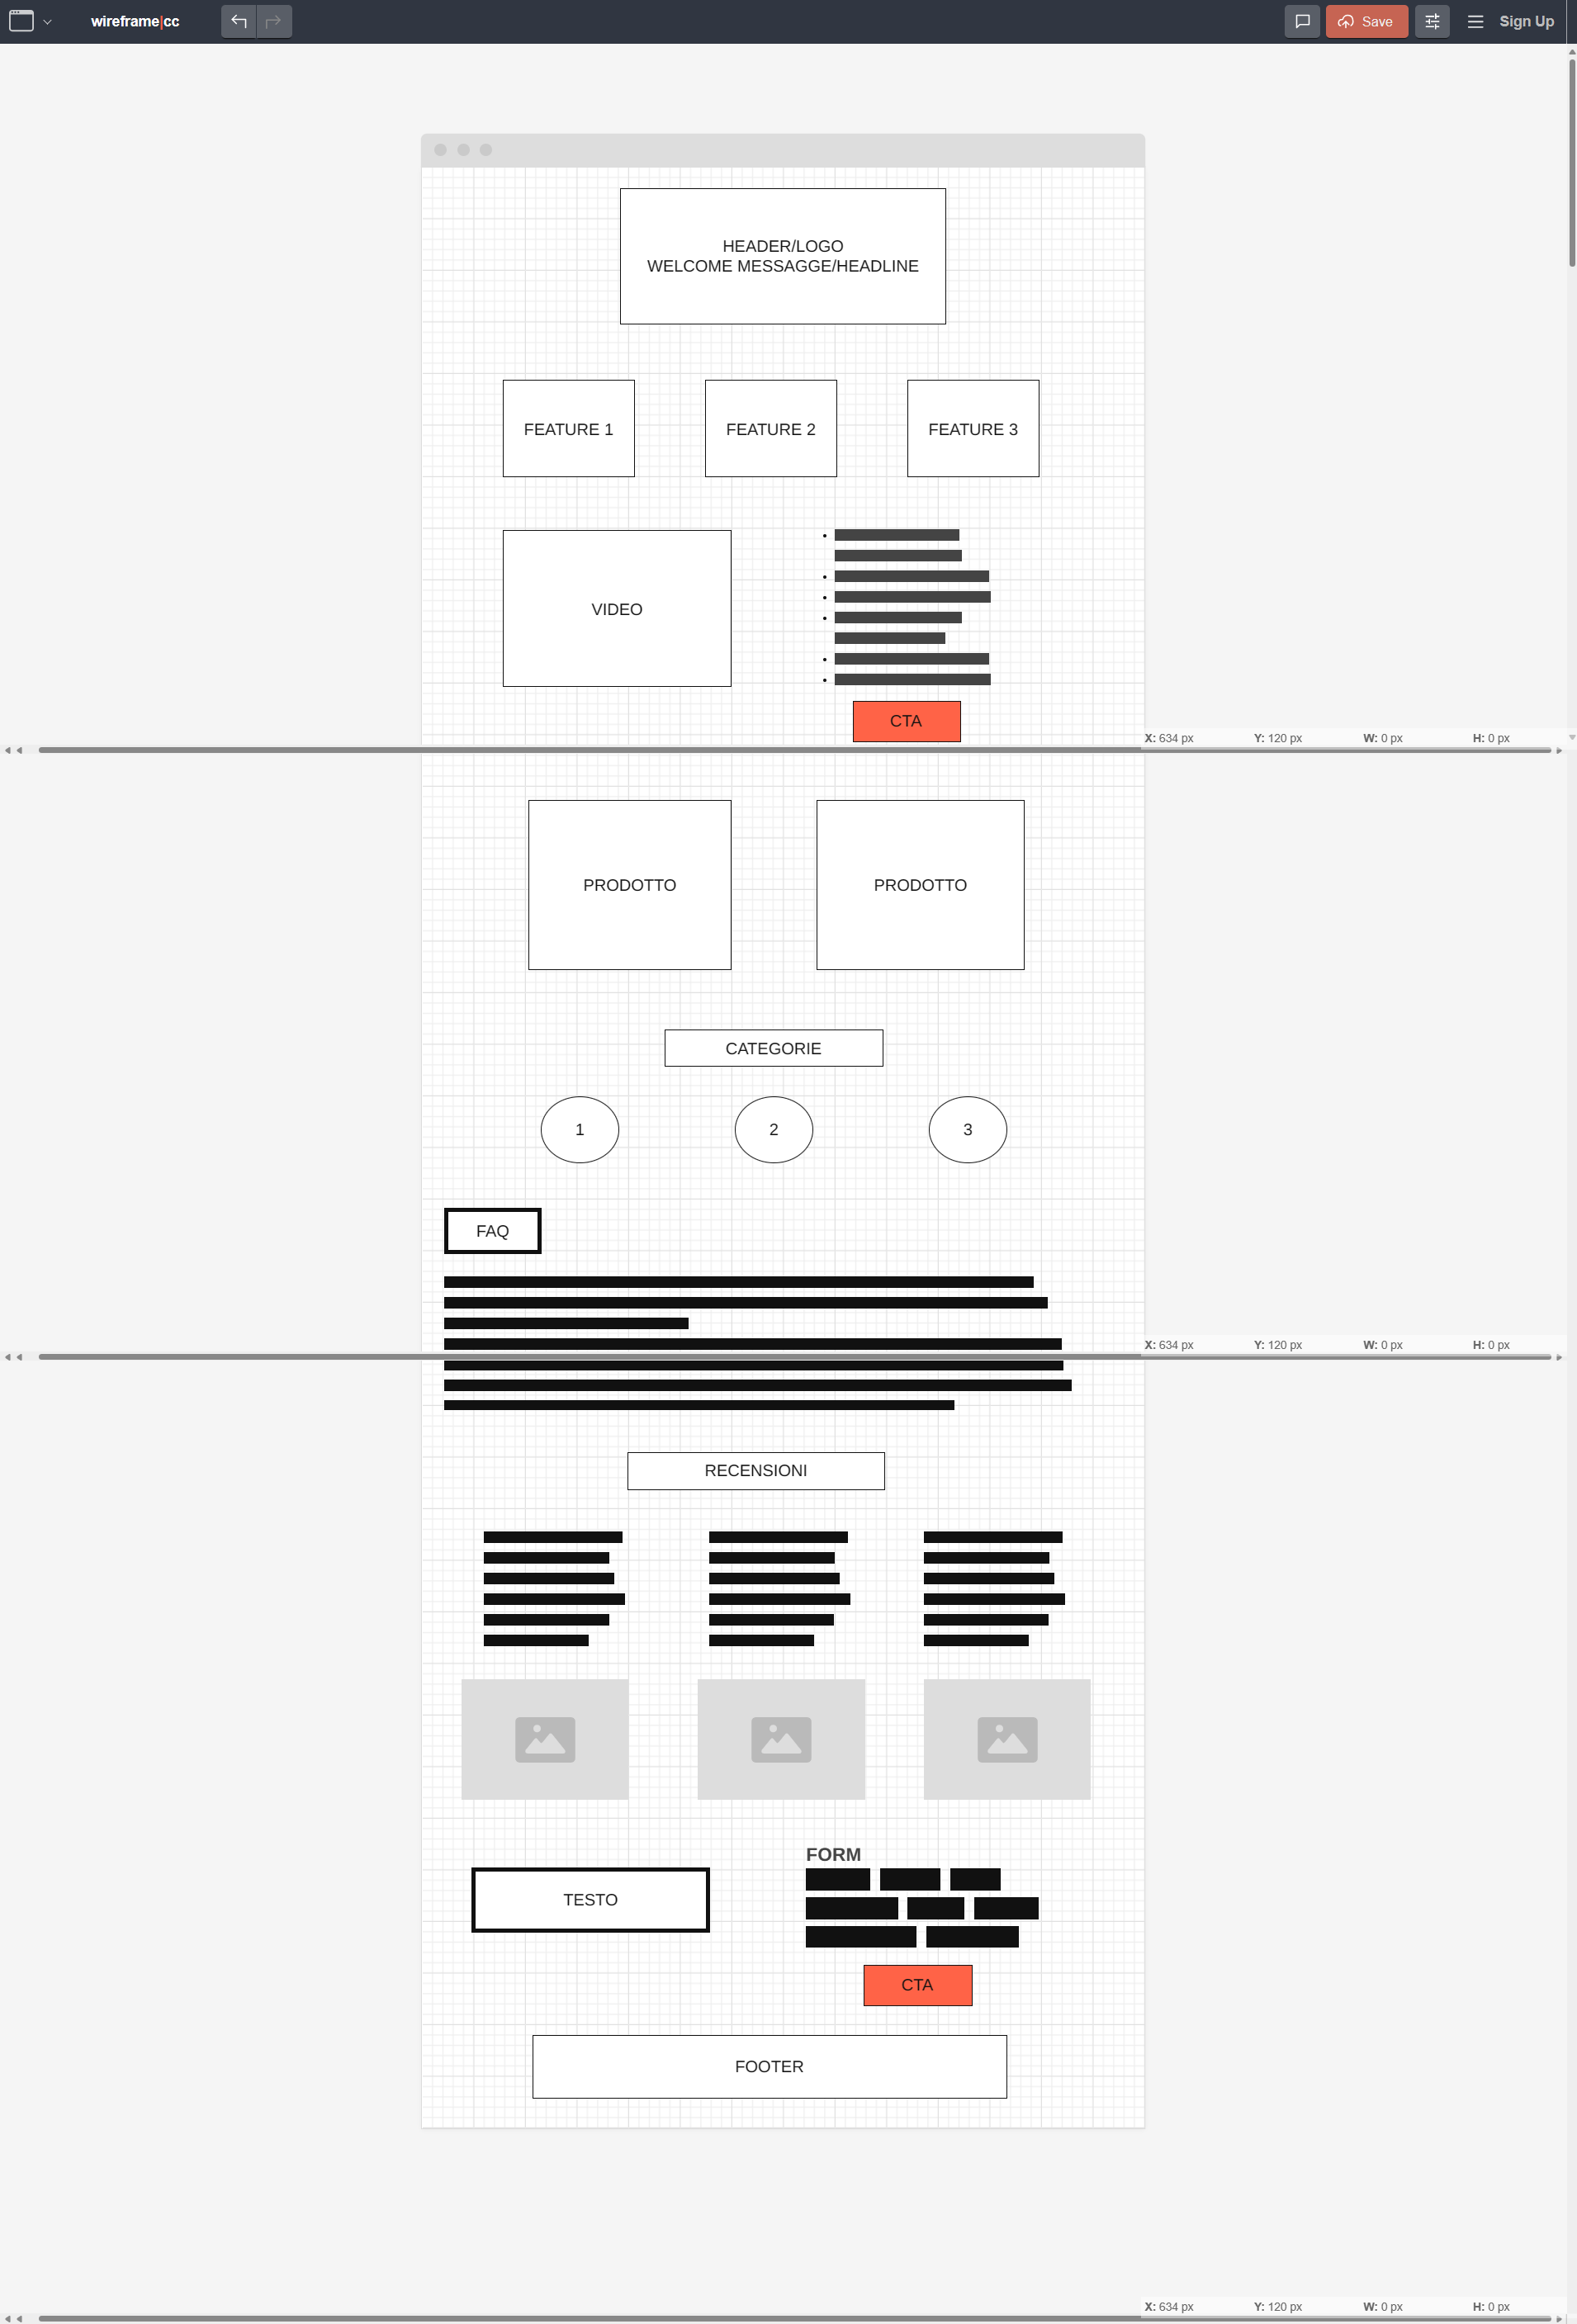 wireframe|cc
Save
Sign Up
HEADER/LOGO
WELCOME MESSAGGE/HEADLINE
FEATURE 1
FEATURE 2
FEATURE 3
VIDEO
CTA
X: 634 px Y: 120 px W: 0 px H: 0 px
PRODOTTO
PRODOTTO
CATEGORIE
1
2
3
FAQ
X: 634 px Y: 120 px W: 0 px H: 0 px
RECENSIONI
FORM
TESTO
CTA
FOOTER
X: 634 px Y: 120 px W: 0 px H: 0 px